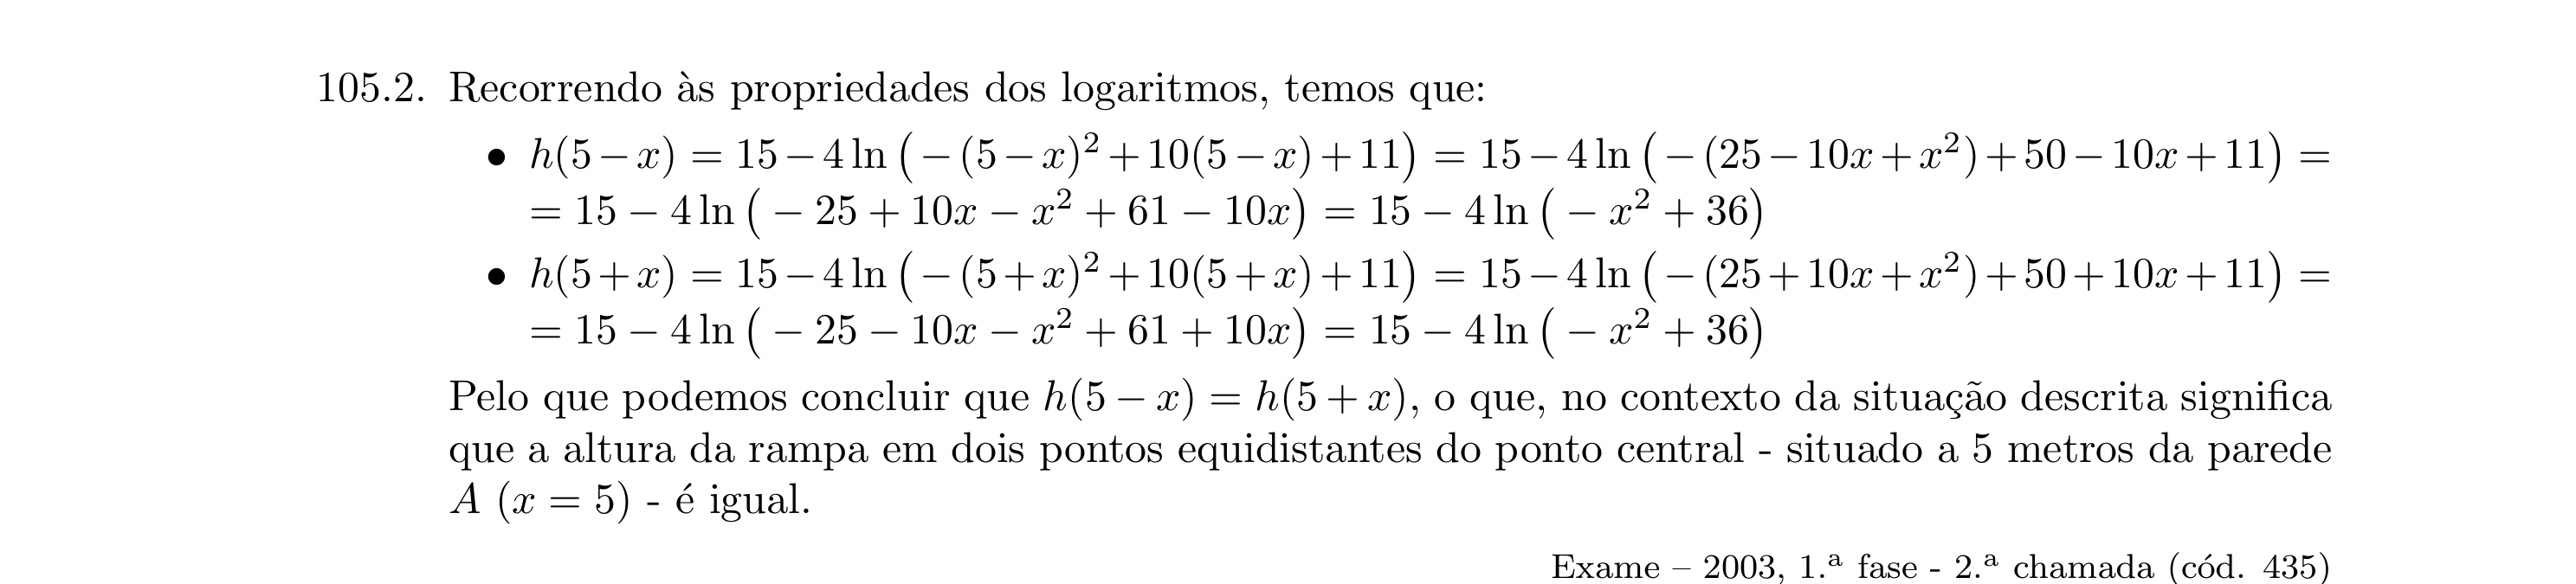 105.2. Recorrendo às propriedades dos logaritmos, temos que:
• h(5−x) = 15−4 ln (−(5−x)²+10(5−x)+11) = 15−4 ln (−(25−10x+x²)+50−10x+11) =
= 15 − 4 ln (− 25 + 10x − x² + 61 − 10x) = 15 − 4 ln (− x² + 36)
• h(5+x) = 15−4 ln (−(5+x)²+10(5+x)+11) = 15−4 ln (−(25+10x+x²)+50+10x+11) =
= 15 − 4 ln (− 25 − 10x − x² + 61 + 10x) = 15 − 4 ln (− x² + 36)
Pelo que podemos concluir que h(5 − x) = h(5 + x), o que, no contexto da situação descrita significa
que a altura da rampa em dois pontos equidistantes do ponto central - situado a 5 metros da parede
A (x = 5) - é igual.
Exame – 2003, 1.ª fase - 2.ª chamada (cód. 435)